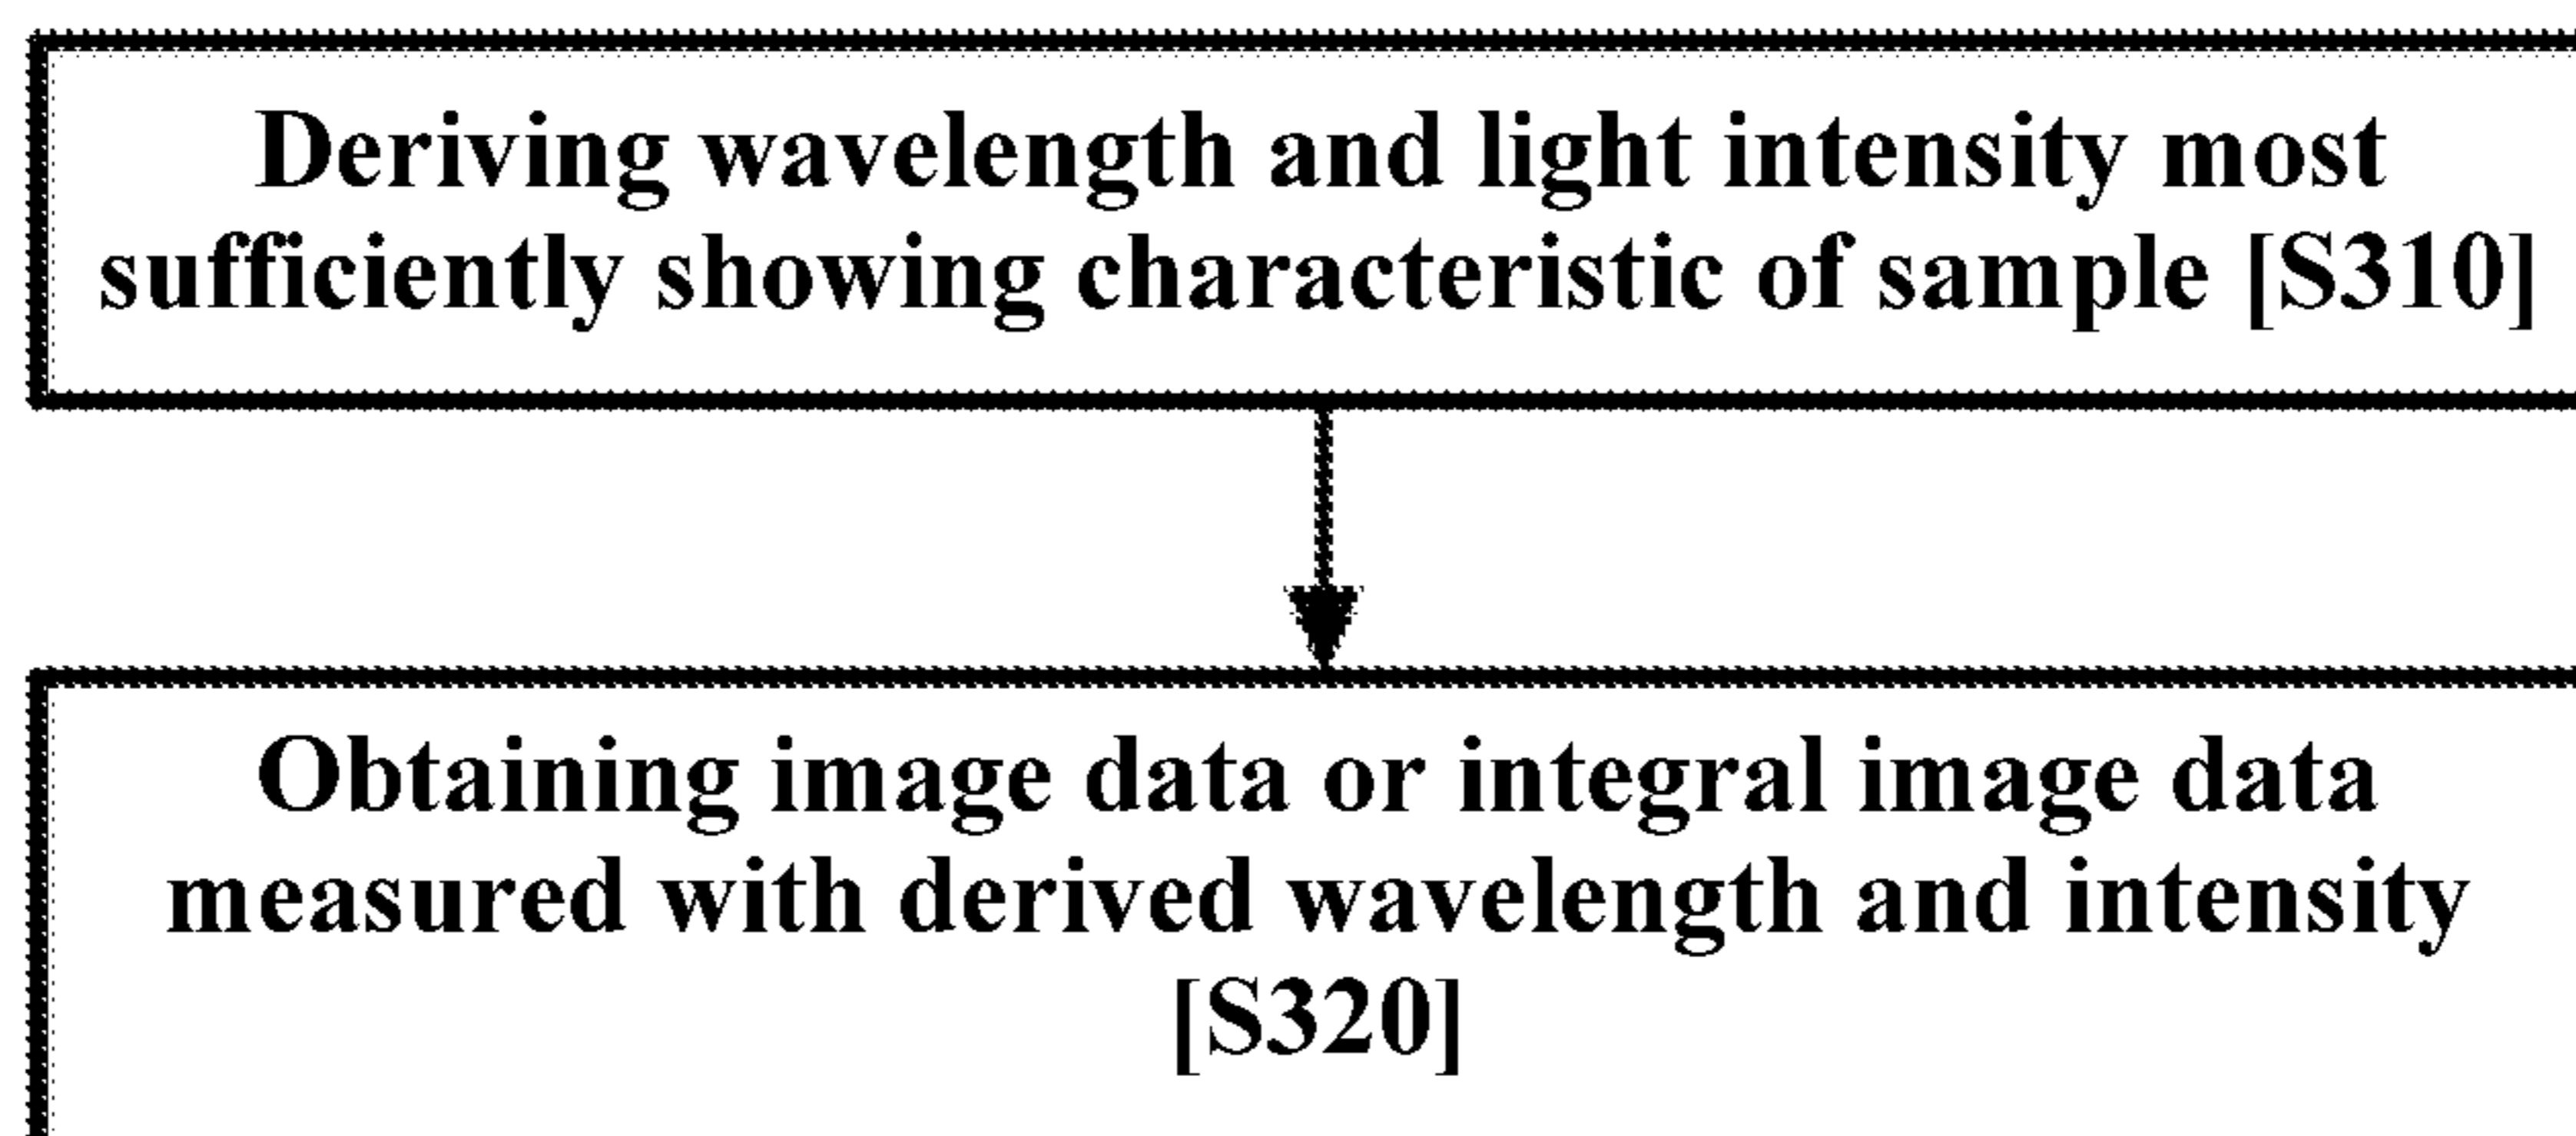 Deriving wavelength and light intensity most
sufficiently showing characteristic of sample [S310]
Obtaining image data or integral image data
measured with derived wavelength and intensity
[S320]